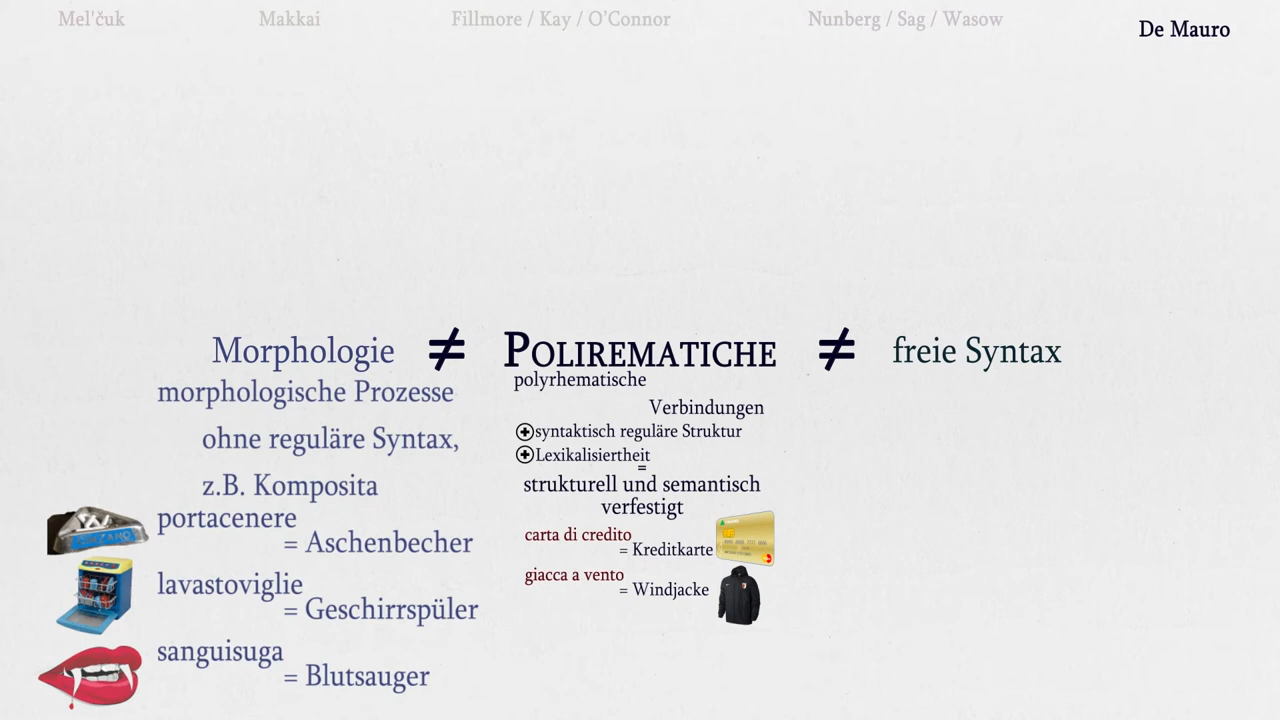 Mel'čuk
Makkai
Fillmore / Kay / O’Connor
Nunberg / Sag / Wasow
De Mauro
Morphologie ≠ POLIREMATICHE ≠ freie Syntax
morphologische Prozesse
ohne reguläre Syntax,
z.B. Komposita
portacenere
= Aschenbecher
lavastoviglie
= Geschirrspüler
sanguisuga
= Blutsauger
polyrhematische
Verbindungen
+ syntaktisch reguläre Struktur
+ Lexikalisiertheit
=
strukturell und semantisch
verfestigt
carta di credito
= Kreditkarte
giacca a vento
= Windjacke